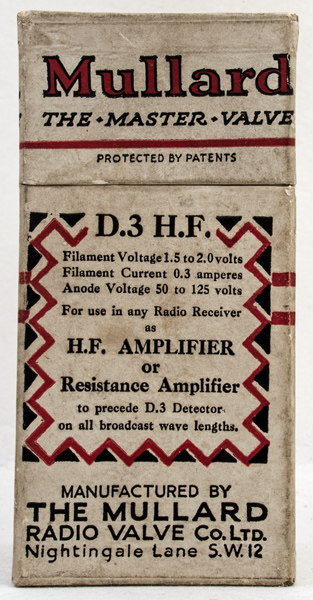 Mullard
THE • MASTER • VALVE
PROTECTED BY PATENTS
D.3 H.F.
Filament Voltage 1.5 to 2.0 volts
Filament Current 0.3 amperes
Anode Voltage 50 to 125 volts
For use in any Radio Receiver
as
H.F. AMPLIFIER
or
Resistance Amplifier
to precede D.3 Detector
on all broadcast wave lengths.
MANUFACTURED BY
THE MULLARD
RADIO VALVE CO. LTD.
Nightingale Lane S.W.12